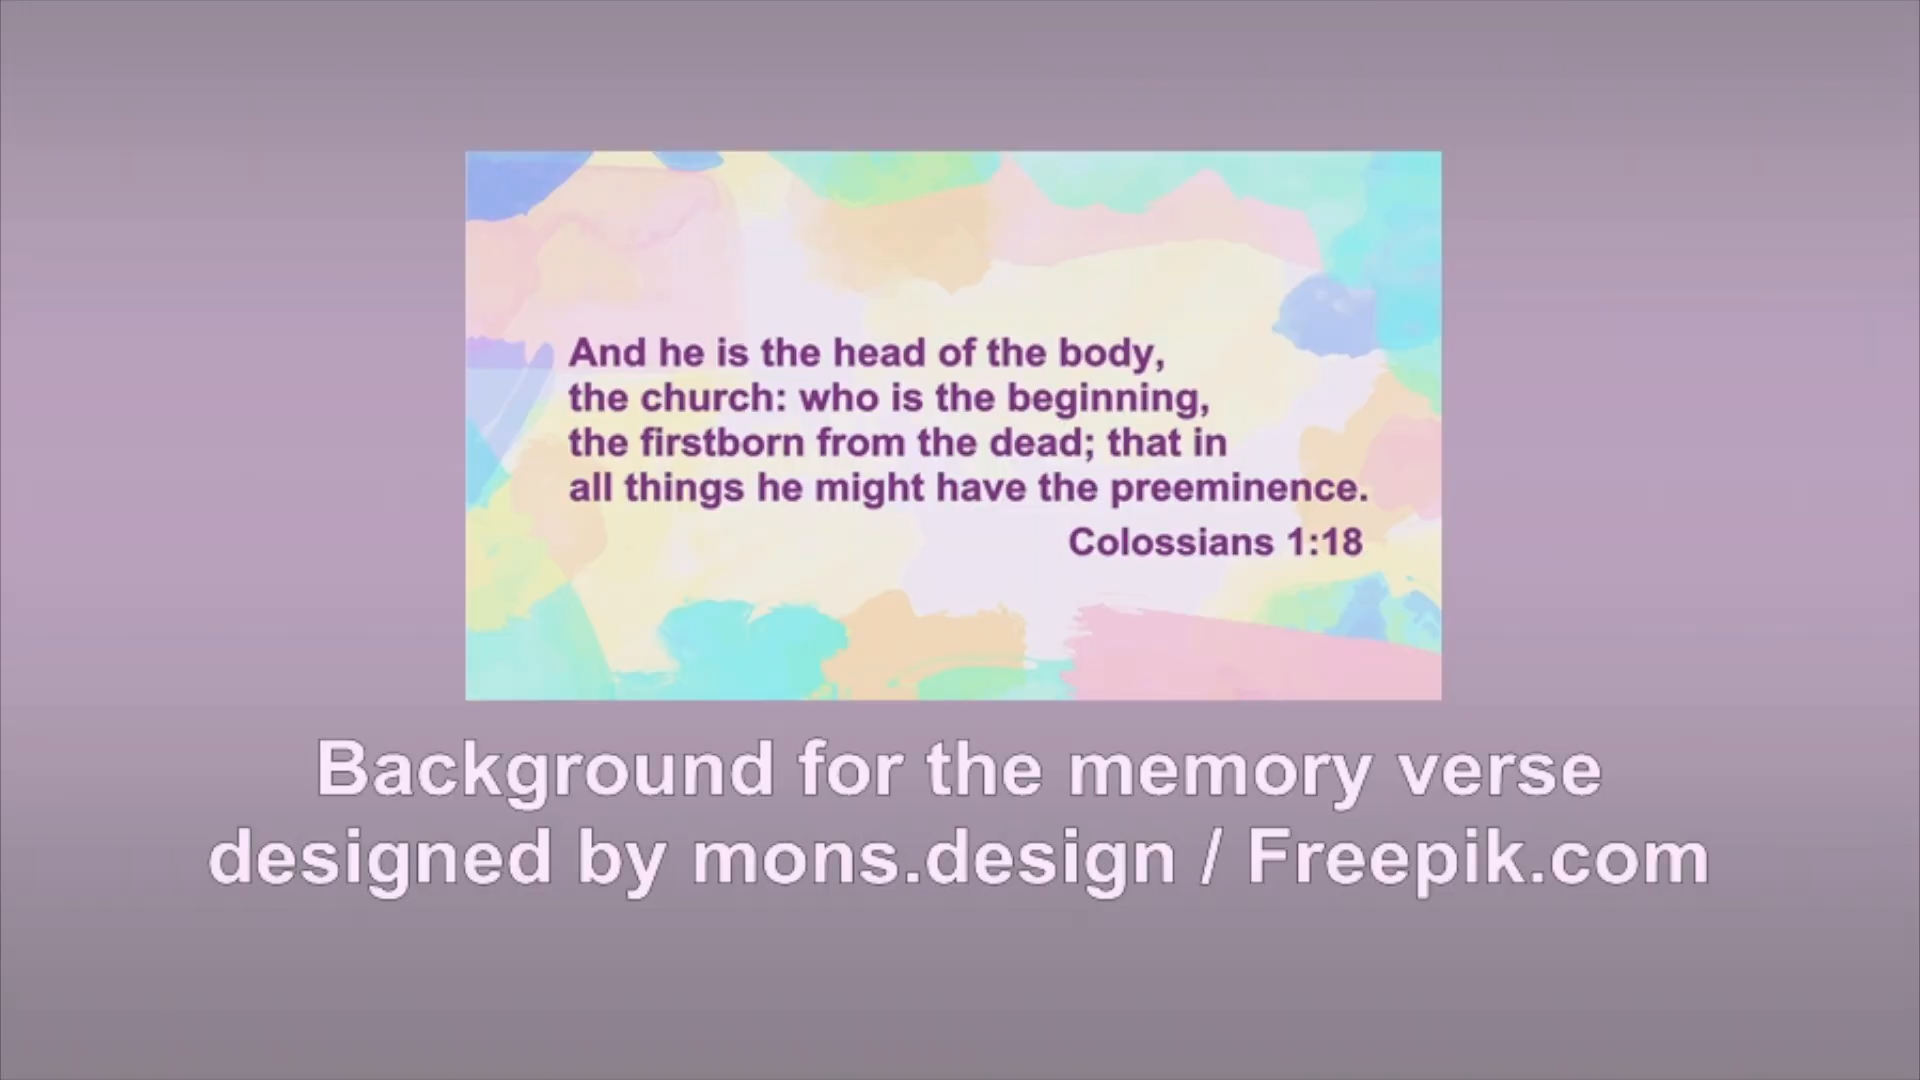 And he is the head of the body,
the church: who is the beginning,
the firstborn from the dead; that in
all things he might have the preeminence.
Colossians 1:18
Background for the memory verse
designed by mons.design / Freepik.com